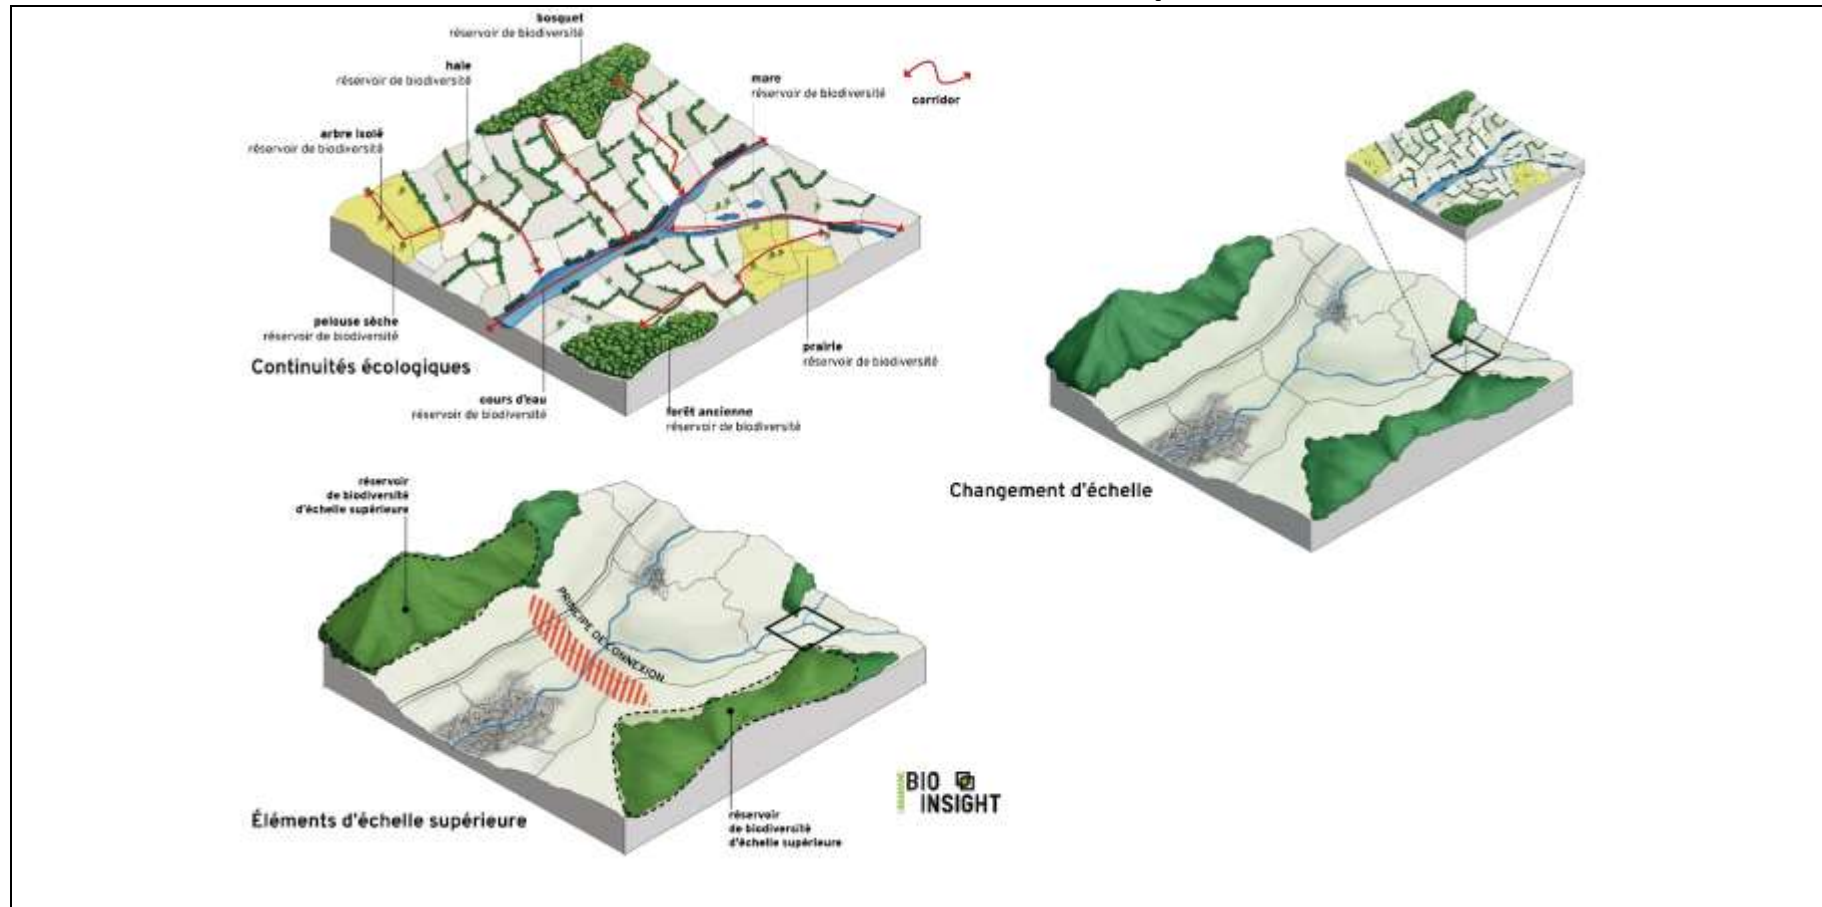 bosquet
réservoir de biodiversité
haie
réservoir de biodiversité
mare
réservoir de biodiversité
corridor
arbre isolé
réservoir de biodiversité
pelouse sèche
réservoir de biodiversité
prairie
réservoir de biodiversité
Continuités écologiques
cours d'eau
réservoir de biodiversité
forêt ancienne
réservoir de biodiversité
Changement d'échelle
réservoir
de biodiversité
d'échelle supérieure
PRINCIPE DE CONNEXION
BIO
INSIGHT
Éléments d'échelle supérieure
réservoir
de biodiversité
d'échelle supérieure